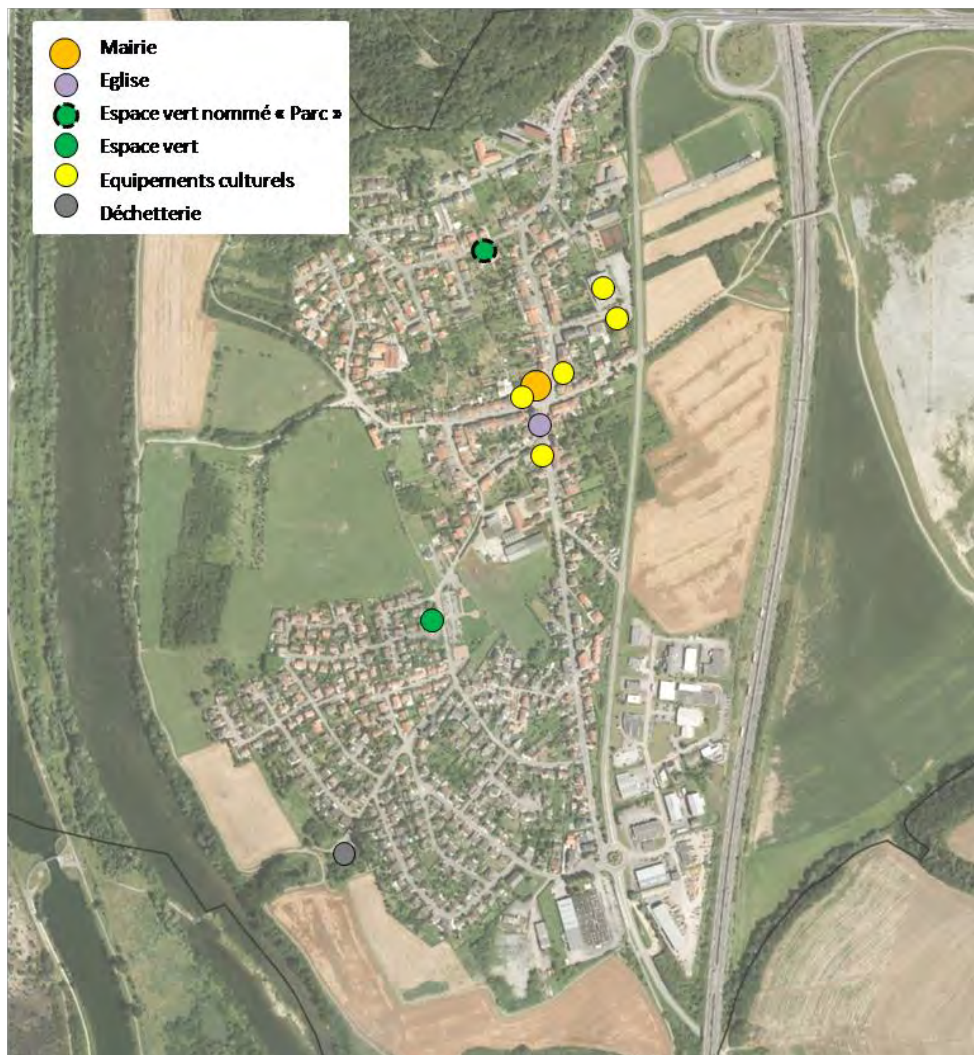 Mairie
Eglise
Espace vert nommé « Parc »
Espace vert
Equipements culturels
Déchetterie